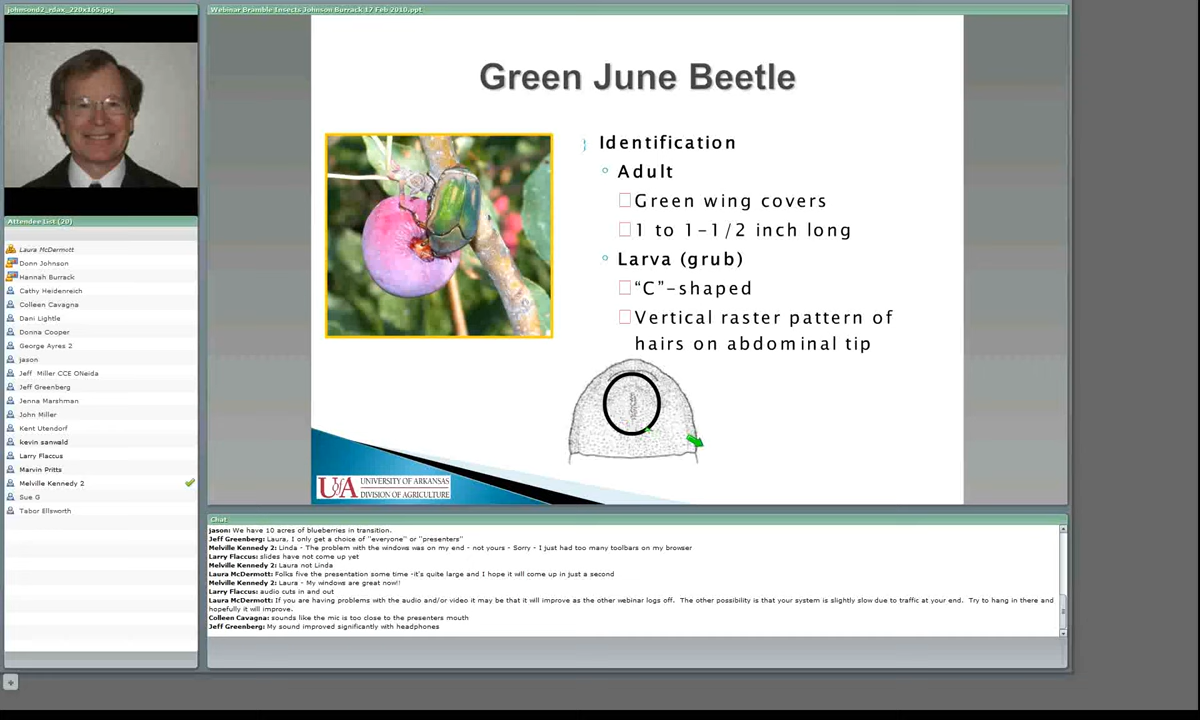 johnsond2_rdax_220x165.jpg
Webinar Bramble Insects Johnson Burrack 17 Feb 2010.ppt
Green June Beetle
Identification
Adult
Green wing covers
1 to 1-1/2 inch long
Larva (grub)
“C”-shaped
Vertical raster pattern of
hairs on abdominal tip
UofA UNIVERSITY OF ARKANSAS
DIVISION OF AGRICULTURE
Attendee List (20)
Laura McDermott
Donn Johnson
Hannah Burrack
Cathy Heidenreich
Colleen Cavagna
Dani Lightle
Donna Cooper
George Ayres 2
jason
Jeff Miller CCE ONeida
Jeff Greenberg
Jenna Marshman
John Miller
Kent Utendorf
kevin sanwald
Larry Flaccus
Marvin Pritts
Melville Kennedy 2
Sue G
Tabor Ellsworth
Chat
jason: We have 10 acres of blueberries in transition.
Jeff Greenberg: Laura, I only get a choice of "everyone" or "presenters"
Melville Kennedy 2: Linda - The problem with the windows was on my end - not yours - Sorry - I just had too many toolbars on my browser
Larry Flaccus: slides have not come up yet
Melville Kennedy 2: Laura not Linda
Laura McDermott: Folks five the presentation some time -it's quite large and I hope it will come up in just a second
Melville Kennedy 2: Laura - My windows are great now!!
Larry Flaccus: audio cuts in and out
Laura McDermott: If you are having problems with the audio and/or video it may be that it will improve as the other webinar logs off. The other possibility is that your system is slightly slow due to traffic at your end. Try to hang in there and
hopefully it will improve.
Colleen Cavagna: sounds like the mic is too close to the presenters mouth
Jeff Greenberg: My sound improved significantly with headphones